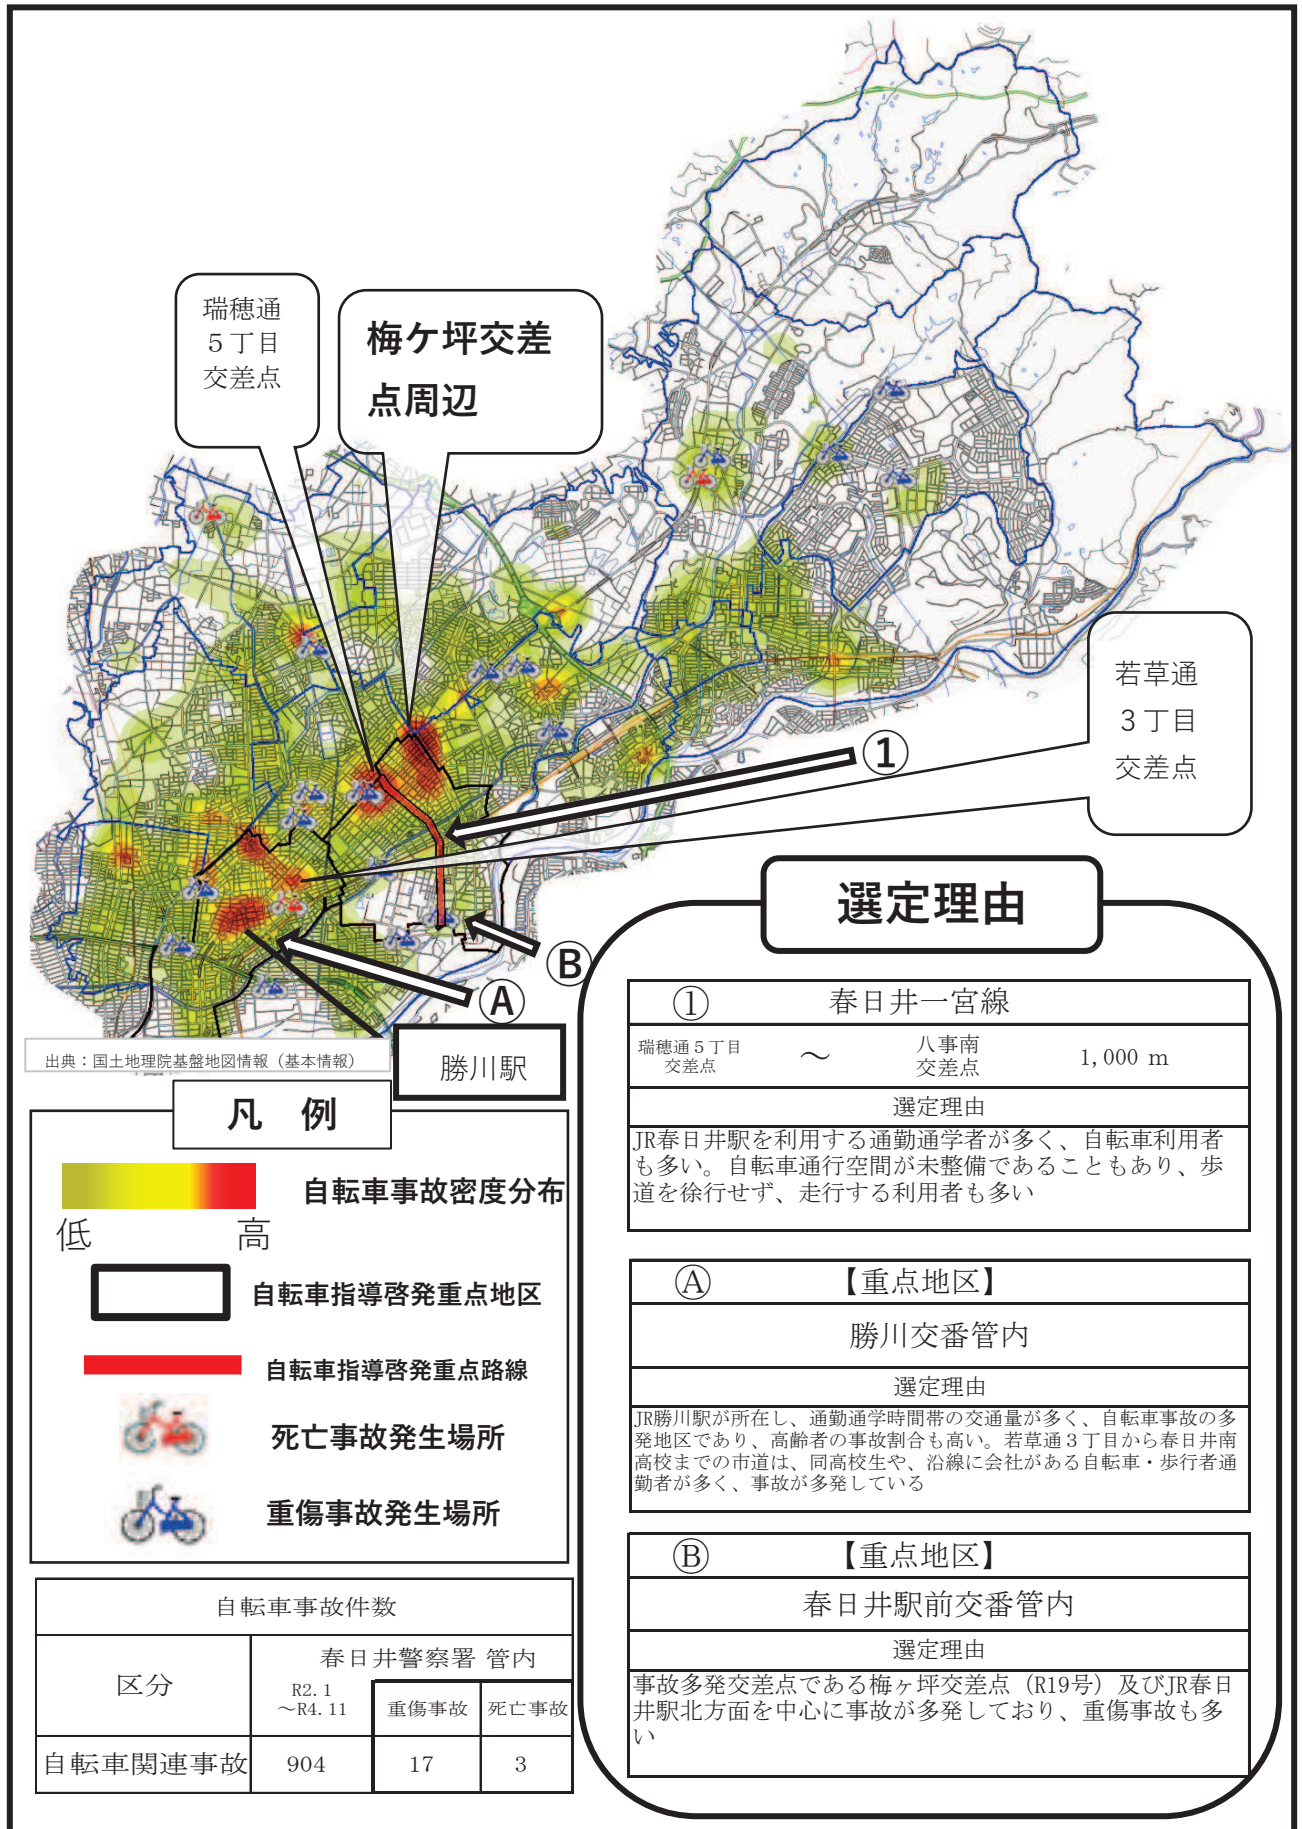 瑞穂通
５丁目
交差点
梅ケ坪交差
点周辺
若草通
３丁目
交差点
①
Ⓑ
Ⓐ
勝川駅
出典：国土地理院基盤地図情報（基本情報）
凡　例
自転車事故密度分布
低
高
自転車指導啓発重点地区
自転車指導啓発重点路線
死亡事故発生場所
重傷事故発生場所
自転車事故件数
区分
春日井警察署 管内
R2.1
～R4.11
重傷事故
死亡事故
自転車関連事故
904
17
3
選定理由
①
春日井一宮線
瑞穂通５丁目
交差点
～
八事南
交差点
1,000 m
選定理由
JR春日井駅を利用する通勤通学者が多く、自転車利用者
も多い。自転車通行空間が未整備であることもあり、歩
道を徐行せず、走行する利用者も多い
Ⓐ
【重点地区】
勝川交番管内
選定理由
JR勝川駅が所在し、通勤通学時間帯の交通量が多く、自転車事故の多
発地区であり、高齢者の事故割合も高い。若草通３丁目から春日井南
高校までの市道は、同高校生や、沿線に会社がある自転車・歩行者通
勤者が多く、事故が多発している
Ⓑ
【重点地区】
春日井駅前交番管内
選定理由
事故多発交差点である梅ヶ坪交差点（R19号）及びJR春日
井駅北方面を中心に事故が多発しており、重傷事故も多
い